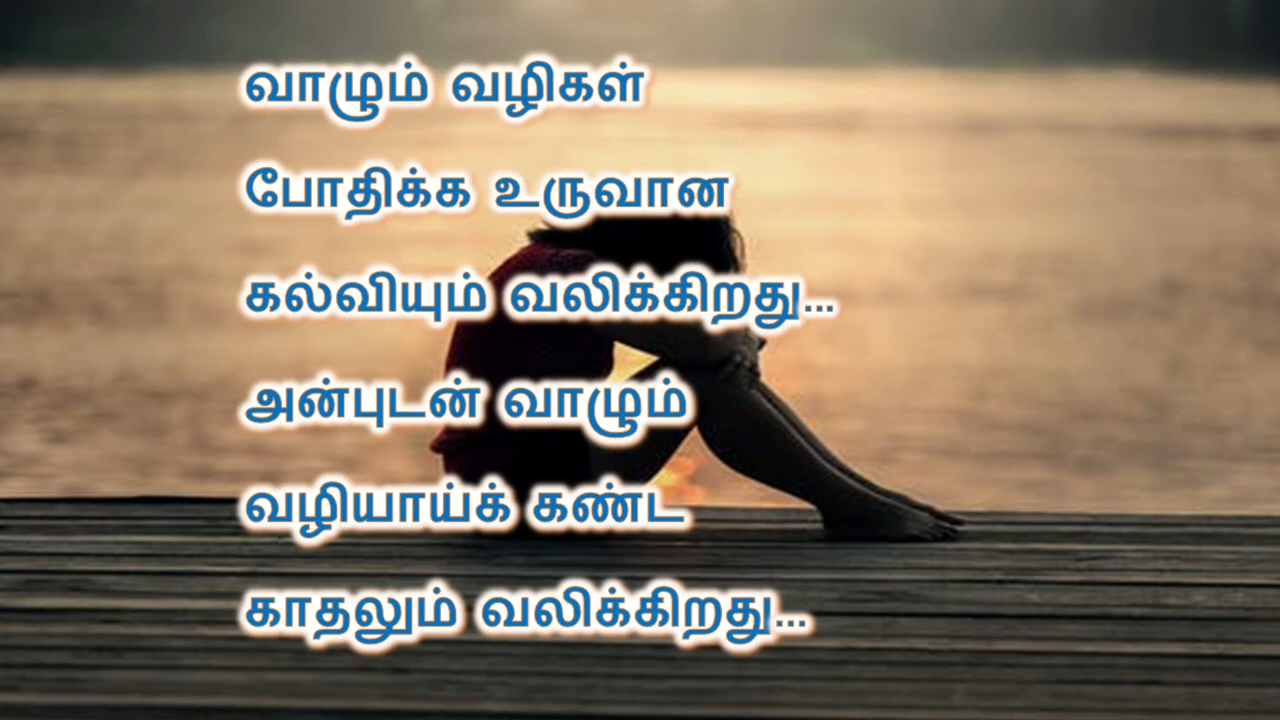 வாழும் வழிகள்
போதிக்க உருவான
கல்வியும் வலிக்கிறது...
அன்புடன் வாழும்
வழியாய்க் கண்ட
காதலும் வலிக்கிறது...